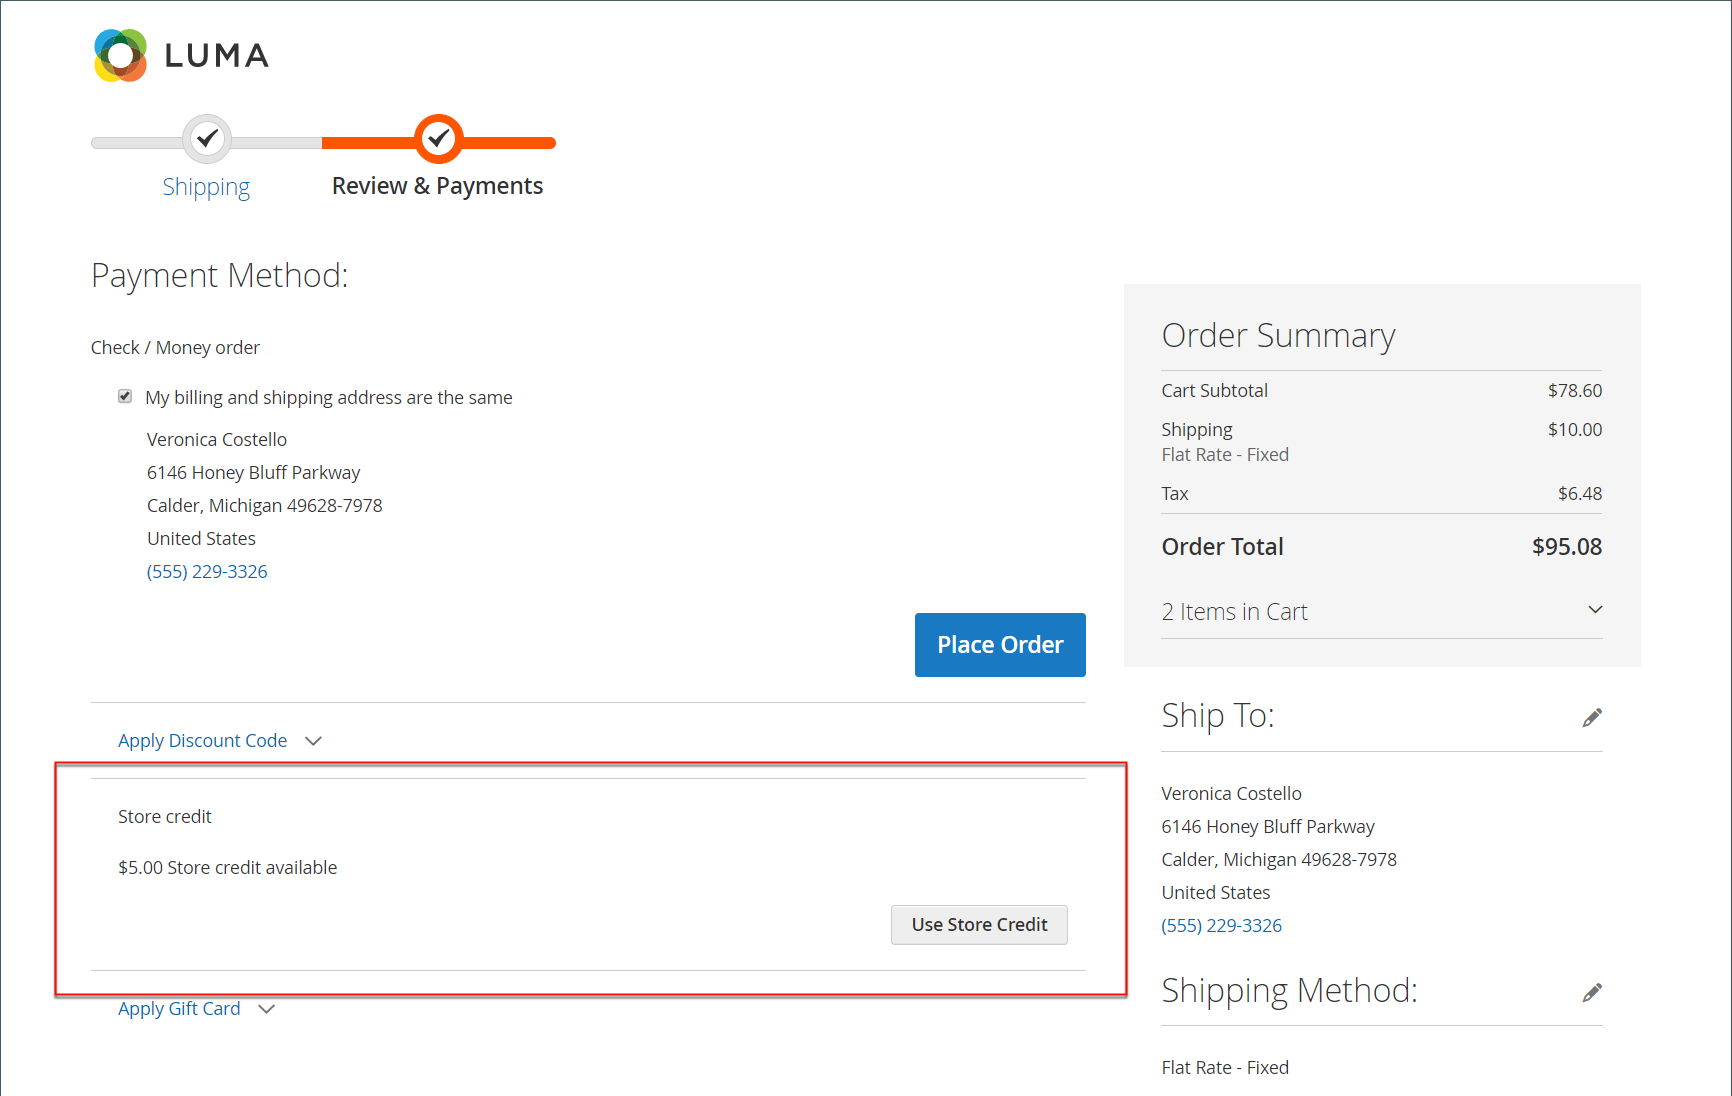 LUMA
Shipping
Review & Payments
Payment Method:
Check / Money order
My billing and shipping address are the same
Veronica Costello
6146 Honey Bluff Parkway
Calder, Michigan 49628-7978
United States
(555) 229-3326
Place Order
Apply Discount Code
Store credit
$5.00 Store credit available
Use Store Credit
Apply Gift Card
Order Summary
Cart Subtotal $78.60
Shipping $10.00
Flat Rate - Fixed
Tax $6.48
Order Total $95.08
2 Items in Cart
Ship To:
Veronica Costello
6146 Honey Bluff Parkway
Calder, Michigan 49628-7978
United States
(555) 229-3326
Shipping Method:
Flat Rate - Fixed